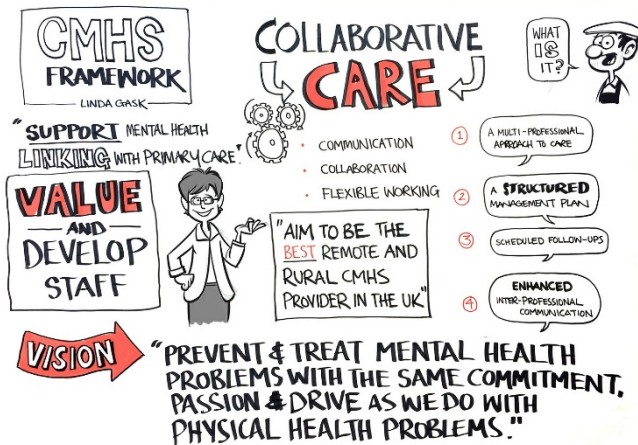 CMHS
FRAMEWORK
— LINDA GASK
"SUPPORT MENTAL HEALTH
LINKING WITH PRIMARY CARE."
VALUE
— AND —
DEVELOP
STAFF
COLLABORATIVE
CARE
• COMMUNICATION
• COLLABORATION
• FLEXIBLE WORKING
"AIM TO BE THE
BEST REMOTE AND
RURAL CMHS
PROVIDER IN THE UK"
WHAT
IS
IT?
1 A MULTI-PROFESSIONAL
APPROACH TO CARE
2 A STRUCTURED
MANAGEMENT PLAN
3 SCHEDULED FOLLOW-UPS
4 ENHANCED
INTER-PROFESSIONAL
COMMUNICATION
VISION
"PREVENT & TREAT MENTAL HEALTH
PROBLEMS WITH THE SAME COMMITMENT,
PASSION & DRIVE AS WE DO WITH
PHYSICAL HEALTH PROBLEMS."